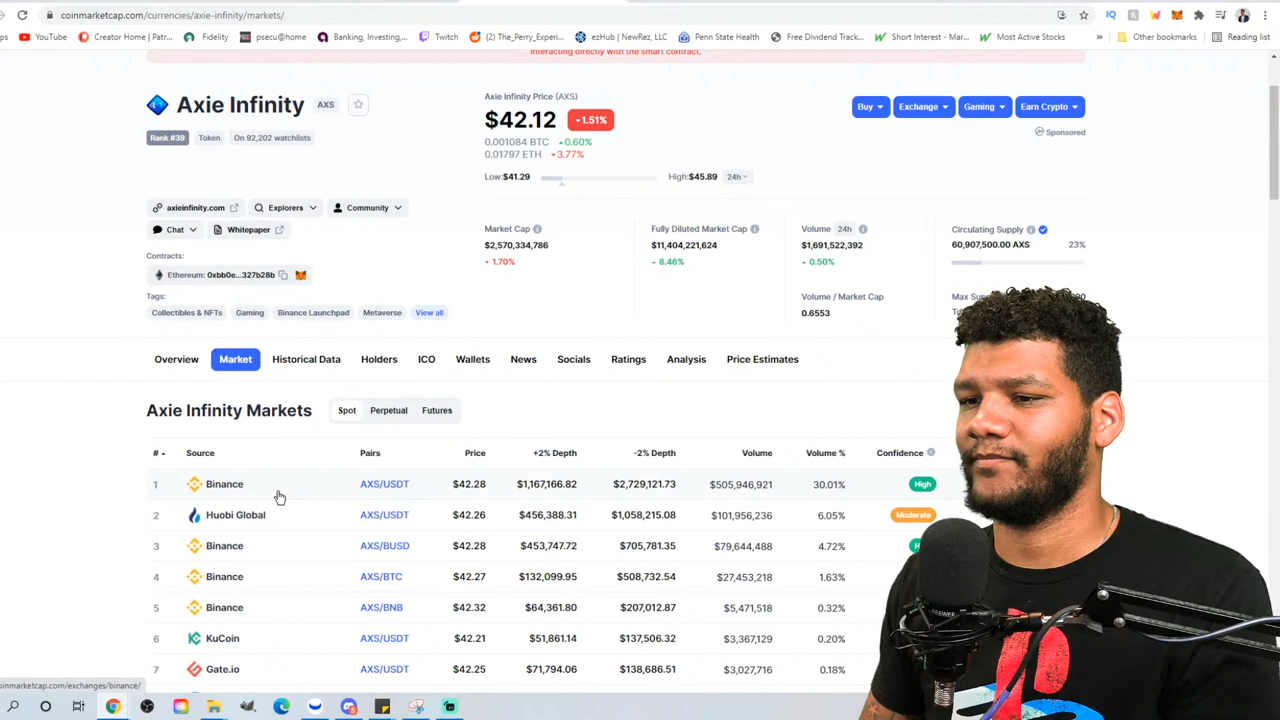 coinmarketcap.com/currencies/axie-infinity/markets/
YouTube Creator Home | Patr... Fidelity psecu@home Banking, Investing,... Twitch (2) The_Perry_Experi... ezHub | NewRez, LLC Penn State Health Free Dividend Track... Short Interest - Mar... Most Active Stocks » Other bookmarks Reading list
interacting directly with the smart contract.
Axie Infinity AXS
Rank #39 Token On 92,202 watchlists
axieinfinity.com Explorers Community
Chat Whitepaper
Contracts:
Ethereum: 0xbb0e...327b28b
Tags:
Collectibles & NFTs Gaming Binance Launchpad Metaverse View all
Axie Infinity Price (AXS)
$42.12 1.51%
0.001084 BTC 0.60%
0.01797 ETH 3.77%
Low:$41.29 High:$45.89 24h
Buy Exchange Gaming Earn Crypto
Sponsored
Market Cap
$2,570,334,786
1.70%
Fully Diluted Market Cap
$11,404,221,624
8.46%
Volume 24h
$1,691,522,392
0.50%
Volume / Market Cap
0.6553
Circulating Supply
60,907,500.00 AXS 23%
Max
Overview Market Historical Data Holders ICO Wallets News Socials Ratings Analysis Price Estimates
Axie Infinity Markets Spot Perpetual Futures
# Source Pairs Price +2% Depth -2% Depth Volume Volume % Confidence
1 Binance AXS/USDT $42.28 $1,167,166.82 $2,729,121.73 $505,946,921 30.01% High
2 Huobi Global AXS/USDT $42.26 $456,388.31 $1,058,215.08 $101,956,236 6.05% Moderate
3 Binance AXS/BUSD $42.28 $453,747.72 $705,781.35 $79,644,488 4.72% H
4 Binance AXS/BTC $42.27 $132,099.95 $508,732.54 $27,453,218 1.63%
5 Binance AXS/BNB $42.32 $64,361.80 $207,012.87 $5,471,518 0.32%
6 KuCoin AXS/USDT $42.21 $51,861.14 $137,506.32 $3,367,129 0.20%
7 Gate.io AXS/USDT $42.25 $71,794.06 $138,686.51 $3,027,716 0.18%
oinmarketcap.com/exchanges/binance/